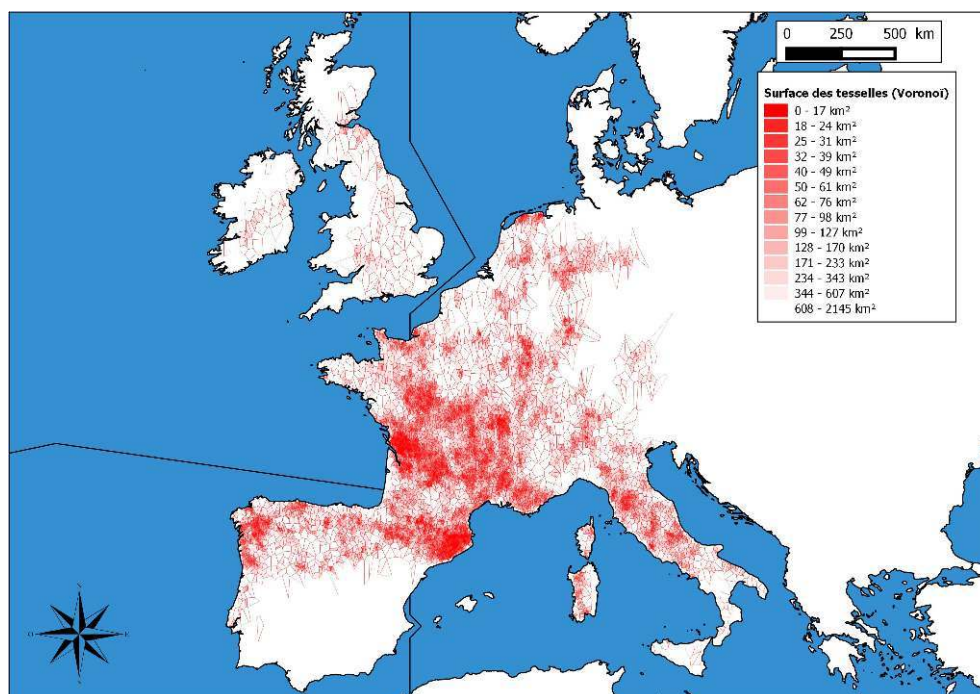 0 250 500 km
Surface des tesselles (Voronoï)
0 - 17 km²
18 - 24 km²
25 - 31 km²
32 - 39 km²
40 - 49 km²
50 - 61 km²
62 - 76 km²
77 - 98 km²
99 - 127 km²
128 - 170 km²
171 - 233 km²
234 - 343 km²
344 - 607 km²
608 - 2145 km²
N
O
E
S